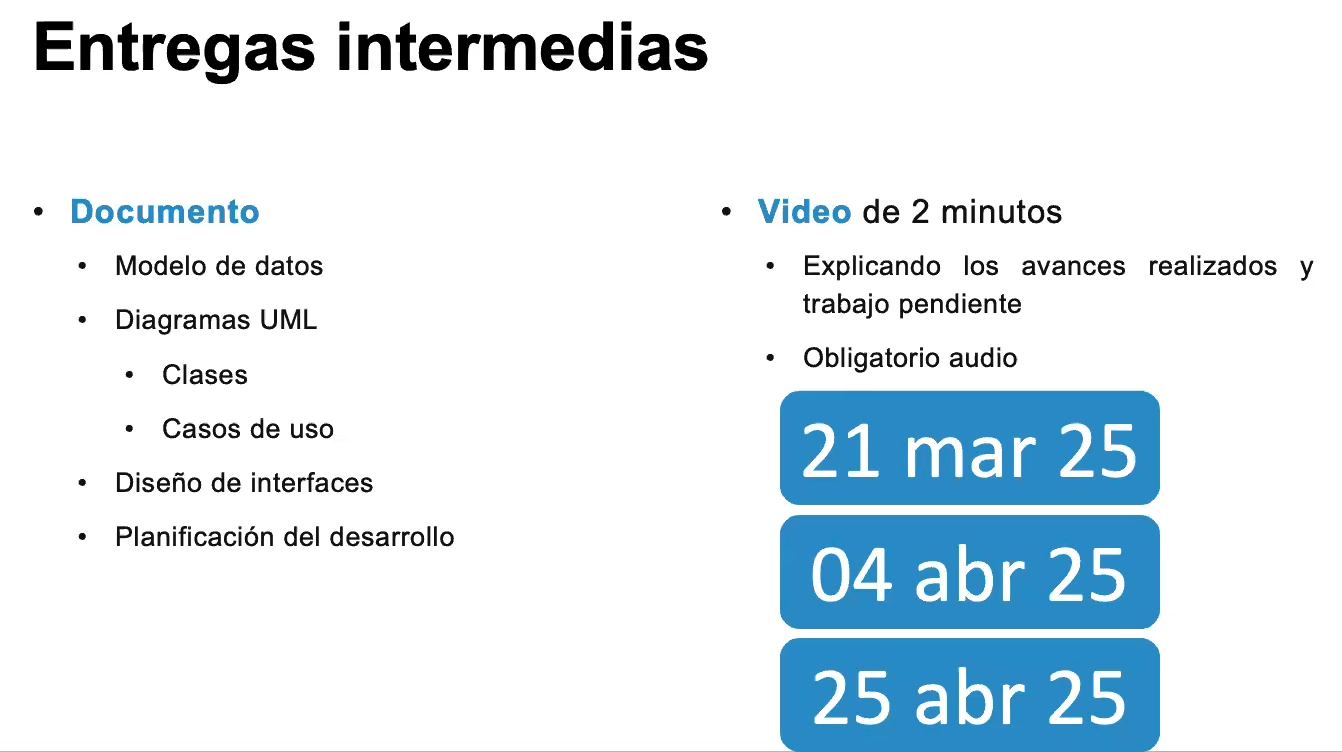 Entregas intermedias
Documento
Modelo de datos
Diagramas UML
Clases
Casos de uso
Diseño de interfaces
Planificación del desarrollo
Video de 2 minutos
Explicando los avances realizados y
trabajo pendiente
Obligatorio audio
21 mar 25
04 abr 25
25 abr 25